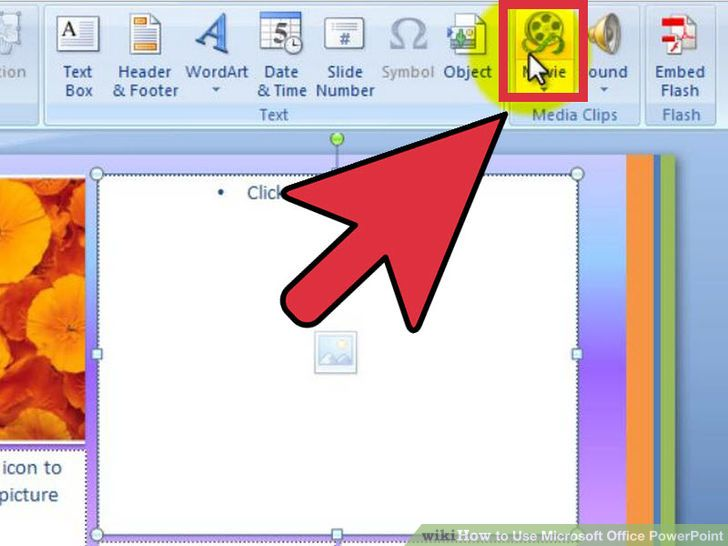 Text
Box
Header
& Footer
WordArt
Date
& Time
Slide
Number
Symbol
Object
Embed
Flash
Text
Media Clips
Flash
• Click
icon to
picture
wikiHow to Use Microsoft Office PowerPoint